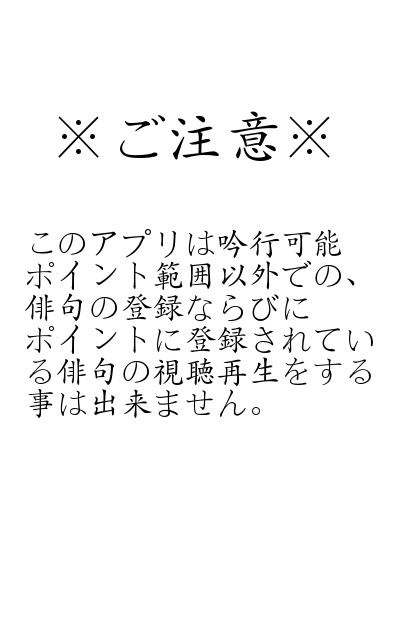 ※ご注意※
このアプリは吟行可能
ポイント範囲以外での、
俳句の登録ならびに
ポイントに登録されてい
る俳句の視聴再生をする
事は出来ません。